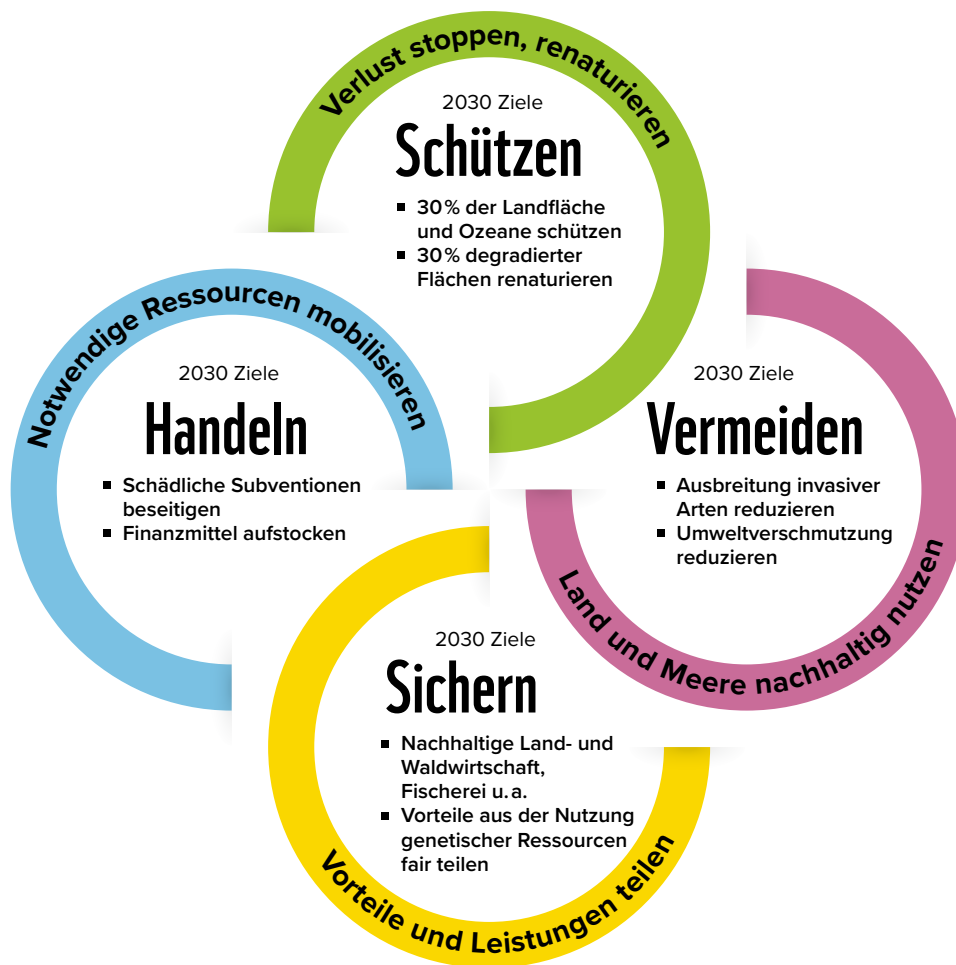 Verlust stoppen, renaturieren
2030 Ziele
Schützen
▪ 30 % der Landfläche
und Ozeane schützen
▪ 30 % degradierter
Flächen renaturieren
Notwendige Ressourcen mobilisieren
2030 Ziele
Handeln
▪ Schädliche Subventionen
beseitigen
▪ Finanzmittel aufstocken
2030 Ziele
Vermeiden
▪ Ausbreitung invasiver
Arten reduzieren
▪ Umweltverschmutzung
reduzieren
Land und Meere nachhaltig nutzen
2030 Ziele
Sichern
▪ Nachhaltige Land- und
Waldwirtschaft,
Fischerei u. a.
▪ Vorteile aus der Nutzung
genetischer Ressourcen
fair teilen
Vorteile und Leistungen teilen